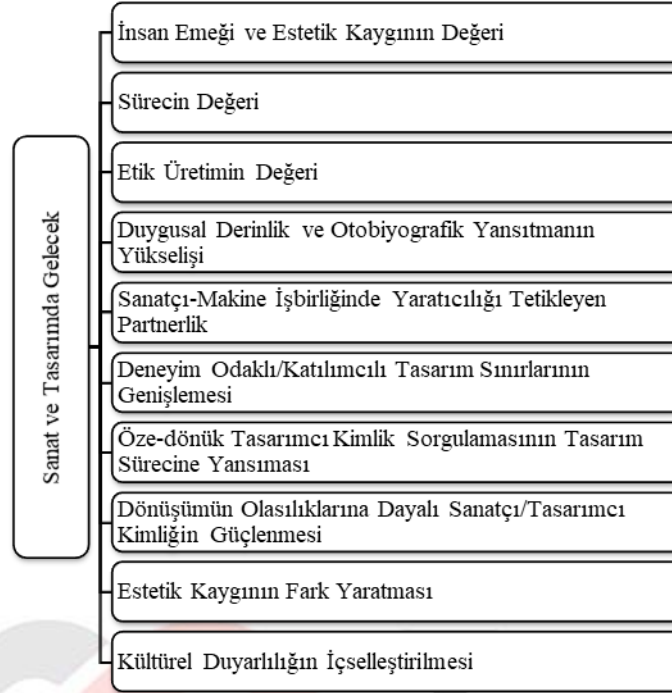 İnsan Emeği ve Estetik Kaygının Değeri
Sürecin Değeri
Etik Üretimin Değeri
Sanat ve Tasarımda Gelecek
Duygusal Derinlik ve Otobiyografik Yansıtmanın
Yükselişi
Sanatçı-Makine İşbirliğinde Yaratıcılığı Tetikleyen
Partnerlik
Deneyim Odaklı/Katılımcılı Tasarım Sınırlarının
Genişlemesi
Öze-dönük Tasarımcı Kimlik Sorgulamasının Tasarım
Sürecine Yansıması
Dönüşümün Olasılıklarına Dayalı Sanatçı/Tasarımcı
Kimliğin Güçlenmesi
Estetik Kaygının Fark Yaratması
Kültürel Duyarlılığın İçselleştirilmesi